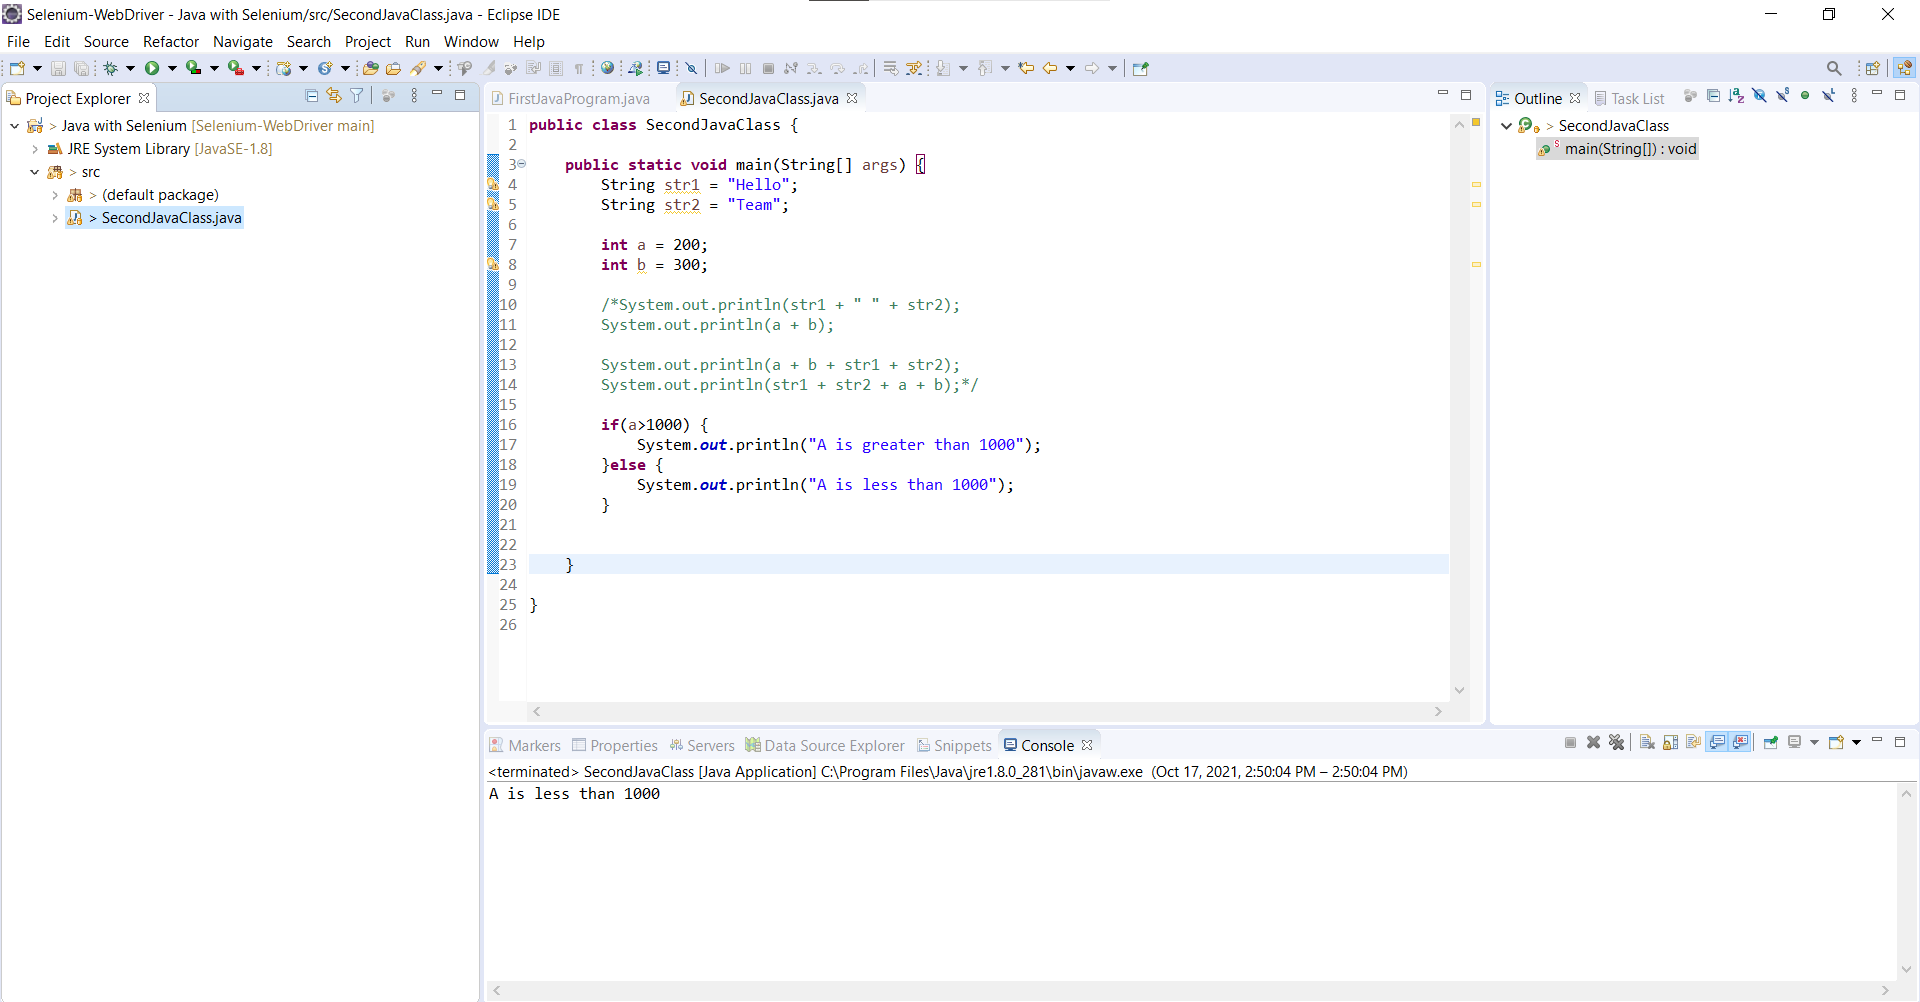 Selenium-WebDriver - Java with Selenium/src/SecondJavaClass.java - Eclipse IDE
File Edit Source Refactor Navigate Search Project Run Window Help
Project Explorer
> Java with Selenium [Selenium-WebDriver main]
JRE System Library [JavaSE-1.8]
> src
> (default package)
> SecondJavaClass.java
FirstJavaProgram.java SecondJavaClass.java
1 public class SecondJavaClass {
2
3 public static void main(String[] args) {
4 String str1 = "Hello";
5 String str2 = "Team";
6
7 int a = 200;
8 int b = 300;
9
10 /*System.out.println(str1 + " " + str2);
11 System.out.println(a + b);
12
13 System.out.println(a + b + str1 + str2);
14 System.out.println(str1 + str2 + a + b);*/
15
16 if(a>1000) {
17 System.out.println("A is greater than 1000");
18 }else {
19 System.out.println("A is less than 1000");
20 }
21
22
23 }
24
25 }
26
Outline Task List
> SecondJavaClass
main(String[]) : void
Markers Properties Servers Data Source Explorer Snippets Console
<terminated> SecondJavaClass [Java Application] C:\Program Files\Java\jre1.8.0_281\bin\javaw.exe (Oct 17, 2021, 2:50:04 PM – 2:50:04 PM)
A is less than 1000